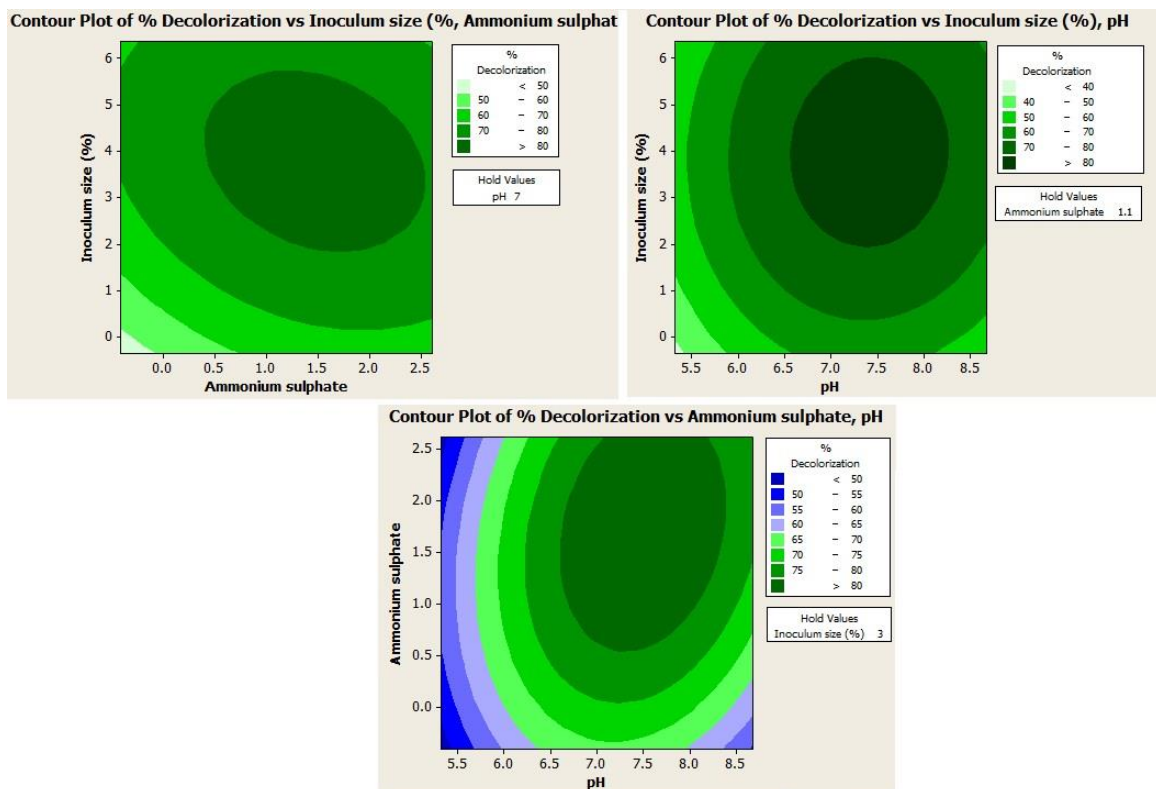 Contour Plot of % Decolorization vs Inoculum size (%, Ammonium sulphat
6
5
4
3
2
1
0
Inoculum size (%)
0.0 0.5 1.0 1.5 2.0 2.5
Ammonium sulphate
%
Decolorization
< 50
50 – 60
60 – 70
70 – 80
> 80
Hold Values
pH 7
Contour Plot of % Decolorization vs Inoculum size (%), pH
6
5
4
3
2
1
0
Inoculum size (%)
5.5 6.0 6.5 7.0 7.5 8.0 8.5
pH
%
Decolorization
< 40
40 – 50
50 – 60
60 – 70
70 – 80
> 80
Hold Values
Ammonium sulphate 1.1
Contour Plot of % Decolorization vs Ammonium sulphate, pH
2.5
2.0
1.5
1.0
0.5
0.0
Ammonium sulphate
5.5 6.0 6.5 7.0 7.5 8.0 8.5
pH
%
Decolorization
< 50
50 – 55
55 – 60
60 – 65
65 – 70
70 – 75
75 – 80
> 80
Hold Values
Inoculum size (%) 3